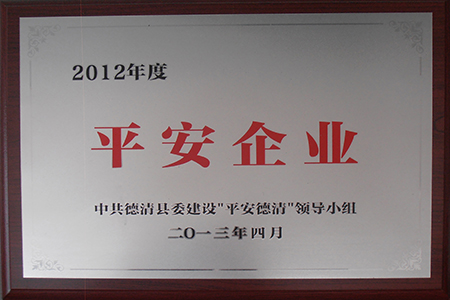 2012年度
平安企业
中共德清县委建设"平安德清"领导小组
二O一三年四月